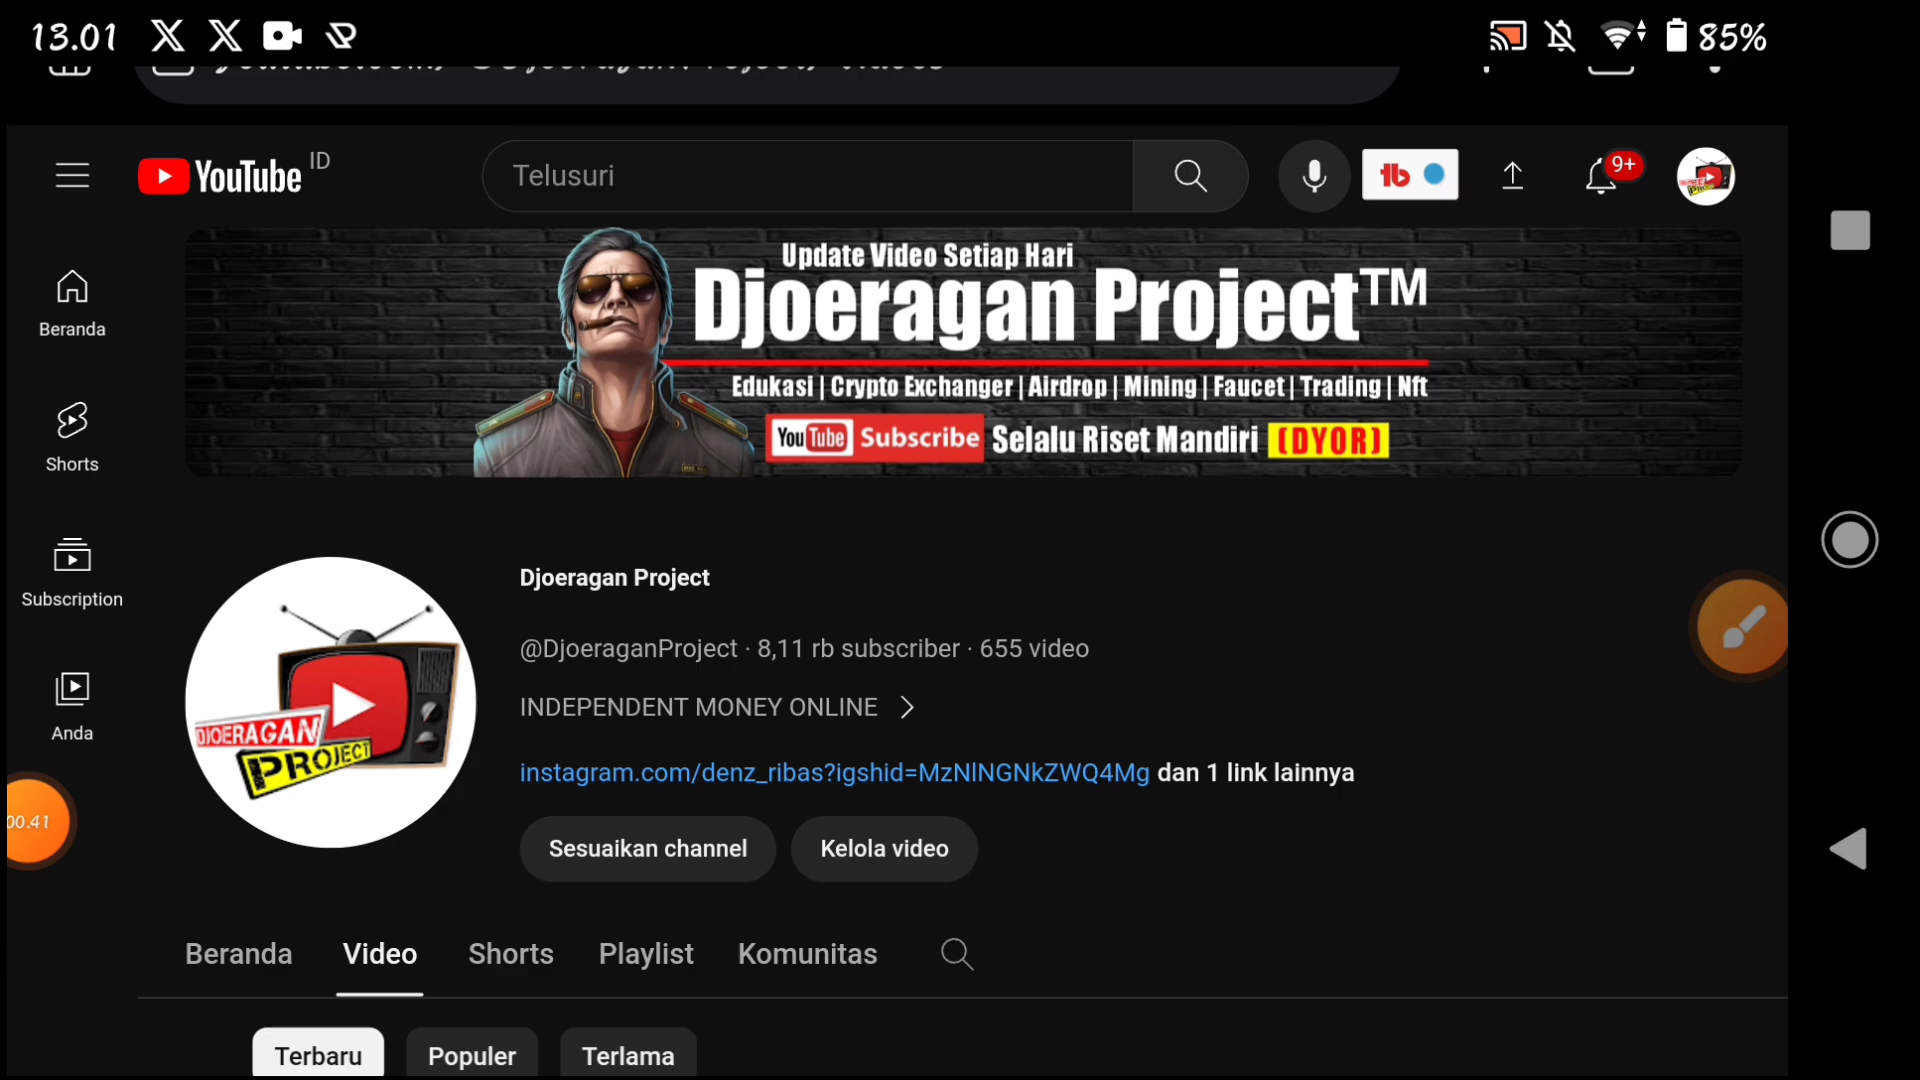 13.01
85%
YouTube ID
Telusuri
9+
Update Video Setiap Hari
Djoeragan Project™
Edukasi | Crypto Exchanger | Airdrop | Mining | Faucet | Trading | Nft
YouTube Subscribe Selalu Riset Mandiri (DYOR)
Beranda
Shorts
Subscription
Anda
00.41
DJOERAGAN
PROJECT
Djoeragan Project
@DjoeraganProject · 8,11 rb subscriber · 655 video
INDEPENDENT MONEY ONLINE
instagram.com/denz_ribas?igshid=MzNlNGNkZWQ4Mg dan 1 link lainnya
Sesuaikan channel Kelola video
Beranda Video Shorts Playlist Komunitas
Terbaru Populer Terlama